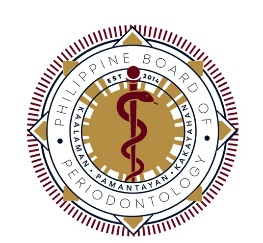 PHILIPPINE BOARD OF
PERIODONTOLOGY
EST 2014
KAALAMAN • PAMANTAYAN • KAKAYAHAN